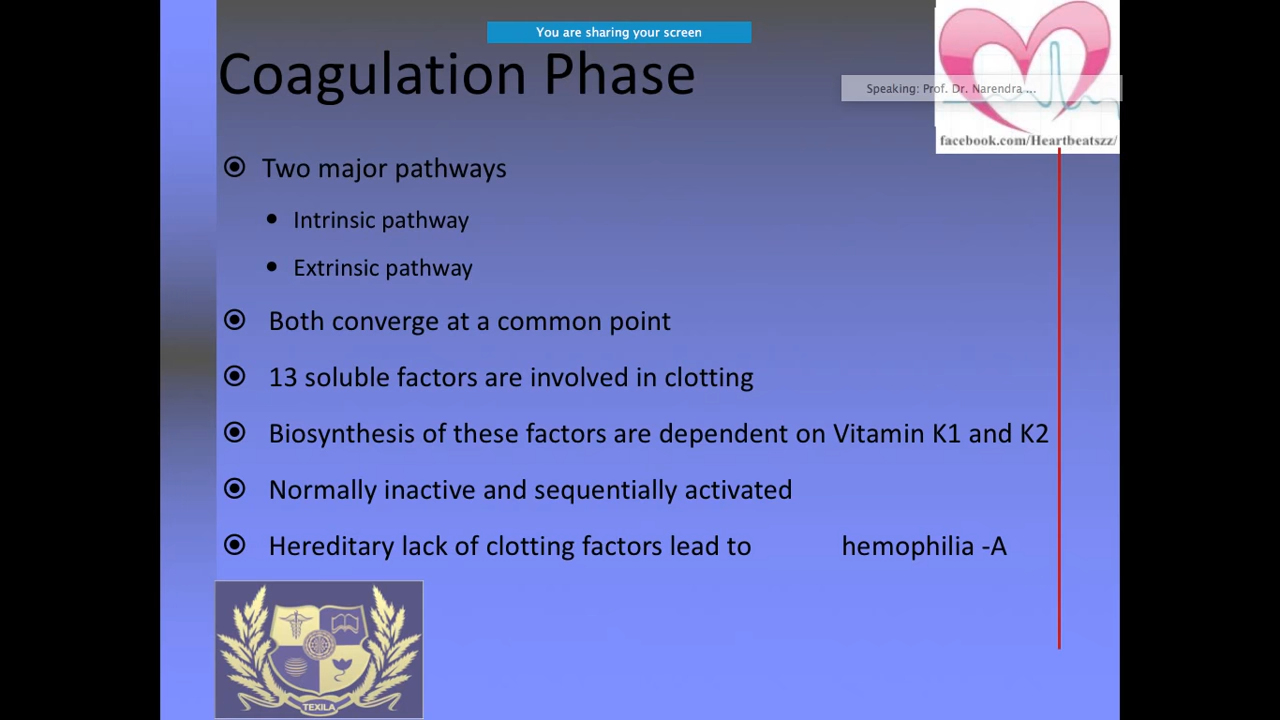 You are sharing your screen
Coagulation Phase
Speaking: Prof. Dr. Narendra ...
facebook.com/Heartbeatszz/
Two major pathways
Intrinsic pathway
Extrinsic pathway
Both converge at a common point
13 soluble factors are involved in clotting
Biosynthesis of these factors are dependent on Vitamin K1 and K2
Normally inactive and sequentially activated
Hereditary lack of clotting factors lead to hemophilia -A
TEXILA